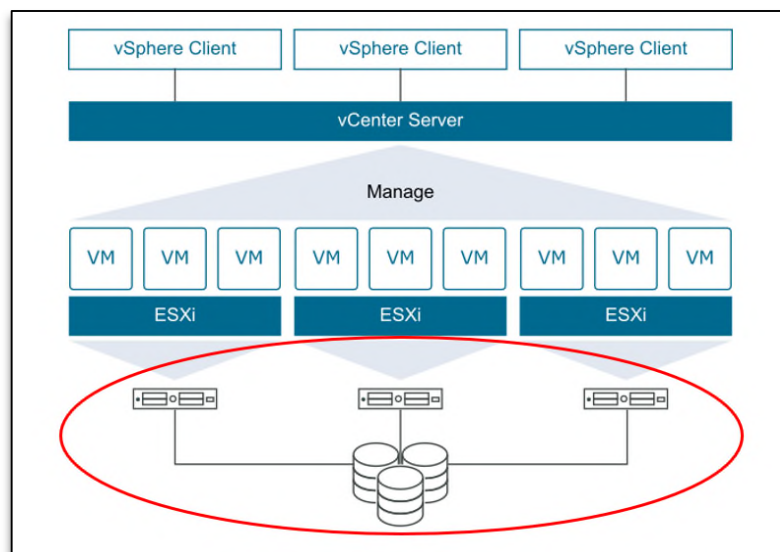 vSphere Client vSphere Client vSphere Client
vCenter Server
Manage
VM VM VM VM VM VM VM VM VM
ESXi ESXi ESXi